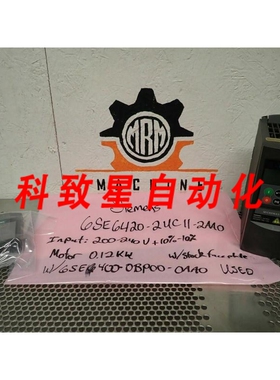 MRM
MACHINE
科致星自动化
Siemens
6SE6420-2UC11-2AA0
Input: 200-240V +10%-10%
Motor 0.12KW
W/6SE6400-0BP00-0AA0 USED